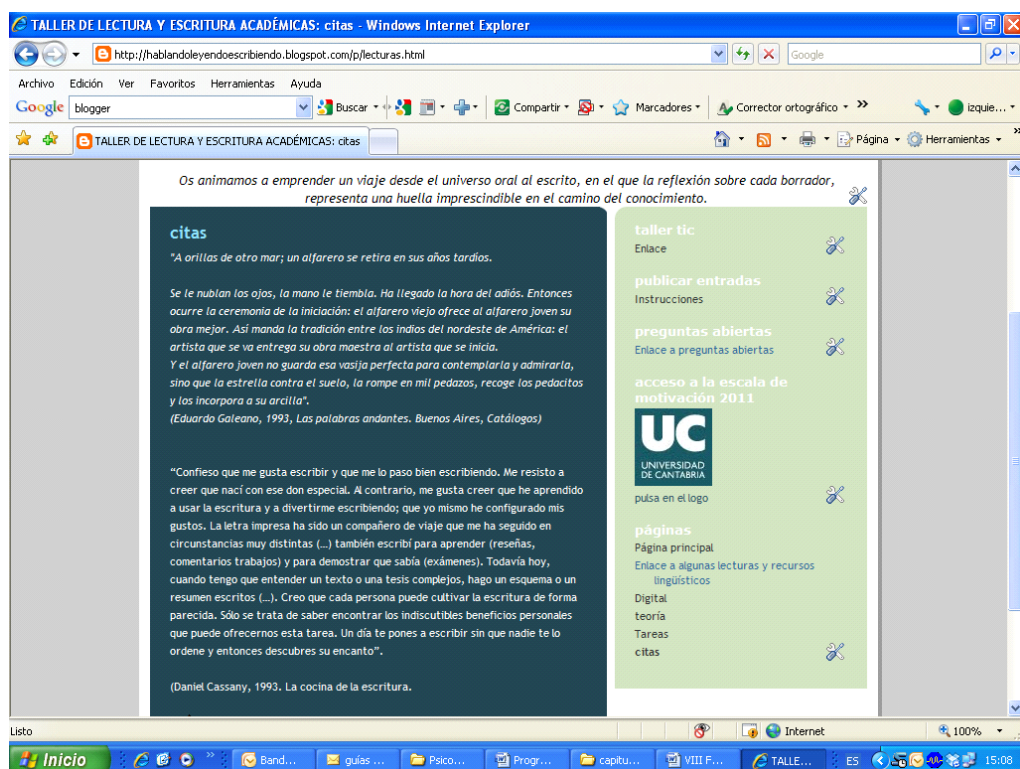 TALLER DE LECTURA Y ESCRITURA ACADÉMICAS: citas - Windows Internet Explorer
http://hablandoleyendoescribiendo.blogspot.com/p/lecturas.html
Google
Archivo Edición Ver Favoritos Herramientas Ayuda
Google blogger Buscar Compartir Marcadores Corrector ortográfico izquie...
TALLER DE LECTURA Y ESCRITURA ACADÉMICAS: citas Página Herramientas
Os animamos a emprender un viaje desde el universo oral al escrito, en el que la reflexión sobre cada borrador,
representa una huella imprescindible en el camino del conocimiento.
citas
"A orillas de otro mar; un alfarero se retira en sus años tardíos.
Se le nublan los ojos, la mano le tiembla. Ha llegado la hora del adiós. Entonces
ocurre la ceremonia de la iniciación: el alfarero viejo ofrece al alfarero joven su
obra mejor. Así manda la tradición entre los indios del nordeste de América: el
artista que se va entrega su obra maestra al artista que se inicia.
Y el alfarero joven no guarda esa vasija perfecta para contemplarla y admirarla,
sino que la estrella contra el suelo, la rompe en mil pedazos, recoge los pedacitos
y los incorpora a su arcilla".
(Eduardo Galeano, 1993, Las palabras andantes. Buenos Aires, Catálogos)
“Confieso que me gusta escribir y que me lo paso bien escribiendo. Me resisto a
creer que nací con ese don especial. Al contrario, me gusta creer que he aprendido
a usar la escritura y a divertirme escribiendo; que yo mismo he configurado mis
gustos. La letra impresa ha sido un compañero de viaje que me ha seguido en
circunstancias muy distintas (...) también escribí para aprender (reseñas,
comentarios trabajos) y para demostrar que sabía (exámenes). Todavía hoy,
cuando tengo que entender un texto o una tesis complejos, hago un esquema o un
resumen escritos (...). Creo que cada persona puede cultivar la escritura de forma
parecida. Sólo se trata de saber encontrar los indiscutibles beneficios personales
que puede ofrecernos esta tarea. Un día te pones a escribir sin que nadie te lo
ordene y entonces descubres su encanto”.
(Daniel Cassany, 1993. La cocina de la escritura.
taller tic
Enlace
publicar entradas
Instrucciones
preguntas abiertas
Enlace a preguntas abiertas
acceso a la escala de
motivación 2011
UC
UNIVERSIDAD
DE CANTABRIA
pulsa en el logo
páginas
Página principal
Enlace a algunas lecturas y recursos
lingüísticos
Digital
teoría
Tareas
citas
Listo Internet 100%
Inicio Band... guías ... Psico... Progr... capitu... VIII F... TALLE... ES 15:08